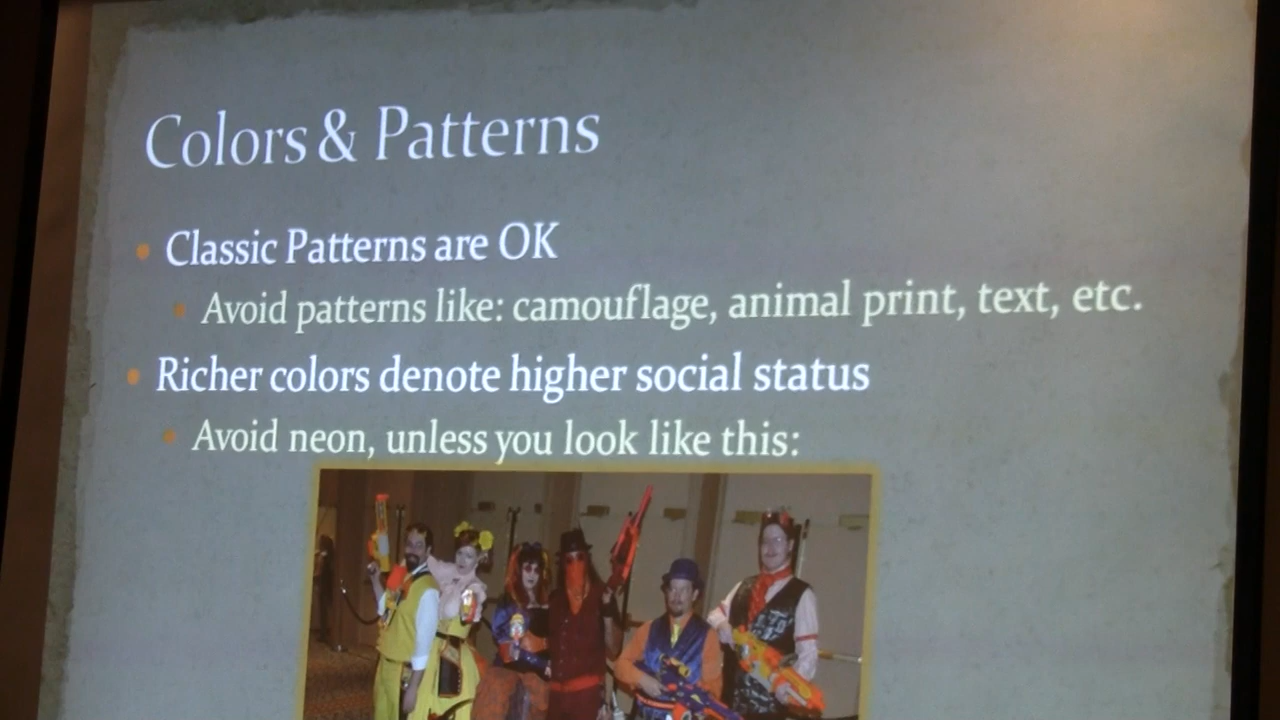 Colors & Patterns
Classic Patterns are OK
Avoid patterns like: camouflage, animal print, text, etc.
Richer colors denote higher social status
Avoid neon, unless you look like this: